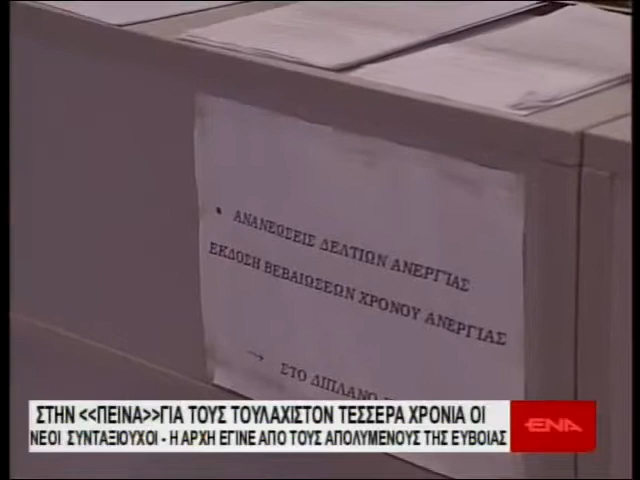 • ΑΝΑΝΕΩΣΕΙΣ ΔΕΛΤΙΩΝ ΑΝΕΡΓΙΑΣ
ΕΚΔΟΣΗ ΒΕΒΑΙΩΣΕΩΝ ΧΡΟΝΟΥ ΑΝΕΡΓΙΑΣ
→ ΣΤΟ ΔΙΠΛΑΝΟ
ΣΤΗΝ <<ΠΕΙΝΑ>>ΓΙΑ ΤΟΥΣ ΤΟΥΛΑΧΙΣΤΟΝ ΤΕΣΣΕΡΑ ΧΡΟΝΙΑ ΟΙ
ΝΕΟΙ ΣΥΝΤΑΞΙΟΥΧΟΙ - Η ΑΡΧΗ ΕΓΙΝΕ ΑΠΟ ΤΟΥΣ ΑΠΟΛΥΜΕΝΟΥΣ ΤΗΣ ΕΥΒΟΙΑΣ
ΕΝΑ